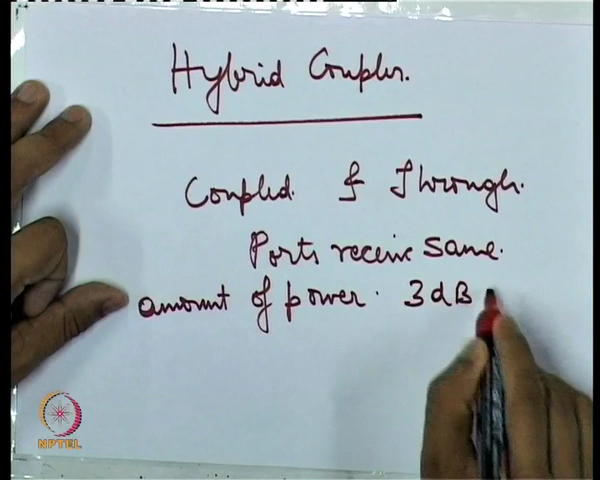 Hybrid Coupler.
Coupled & Through.
Ports receive same.
amount of power. 3dB
NPTEL